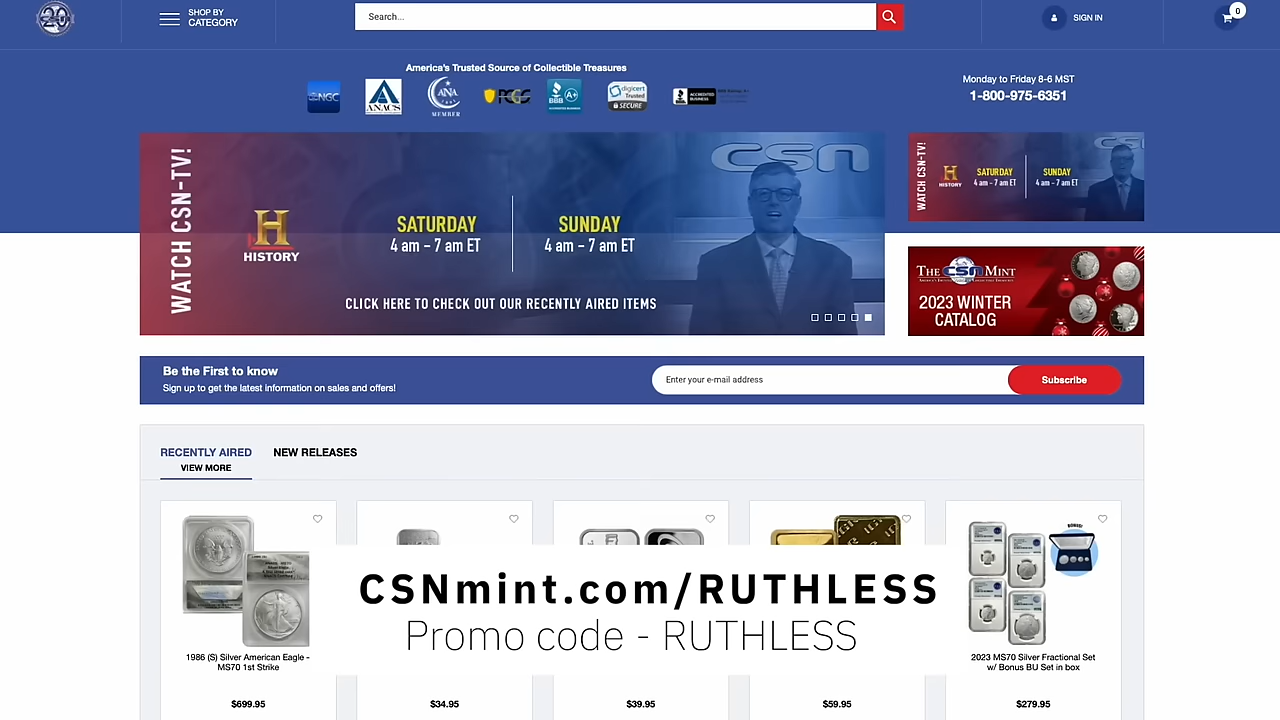 20
SHOP BY
CATEGORY
Search...
SIGN IN
0
America's Trusted Source of Collectible Treasures
NGC
ANACS
ANA
MEMBER
PCGS
BBB
A+
ACCREDITED BUSINESS
digicert
Trusted
SECURE
ACCREDITED
BUSINESS
Monday to Friday 8-6 MST
1-800-975-6351
WATCH CSN-TV!
H
HISTORY
SATURDAY
4 am – 7 am ET
SUNDAY
4 am – 7 am ET
CSN
CLICK HERE TO CHECK OUT OUR RECENTLY AIRED ITEMS
WATCH CSN-TV!
H
HISTORY
SATURDAY
4 am – 7 am ET
SUNDAY
4 am – 7 am ET
CSN
THE CSN MINT
2023 WINTER
CATALOG
Be the First to know
Sign up to get the latest information on sales and offers!
Enter your e-mail address
Subscribe
RECENTLY AIRED
NEW RELEASES
VIEW MORE
BONUS!
CSNmint.com/RUTHLESS
Promo code - RUTHLESS
1986 (S) Silver American Eagle -
MS70 1st Strike
2023 MS70 Silver Fractional Set
w/ Bonus BU Set in box
$699.95
$34.95
$39.95
$59.95
$279.95